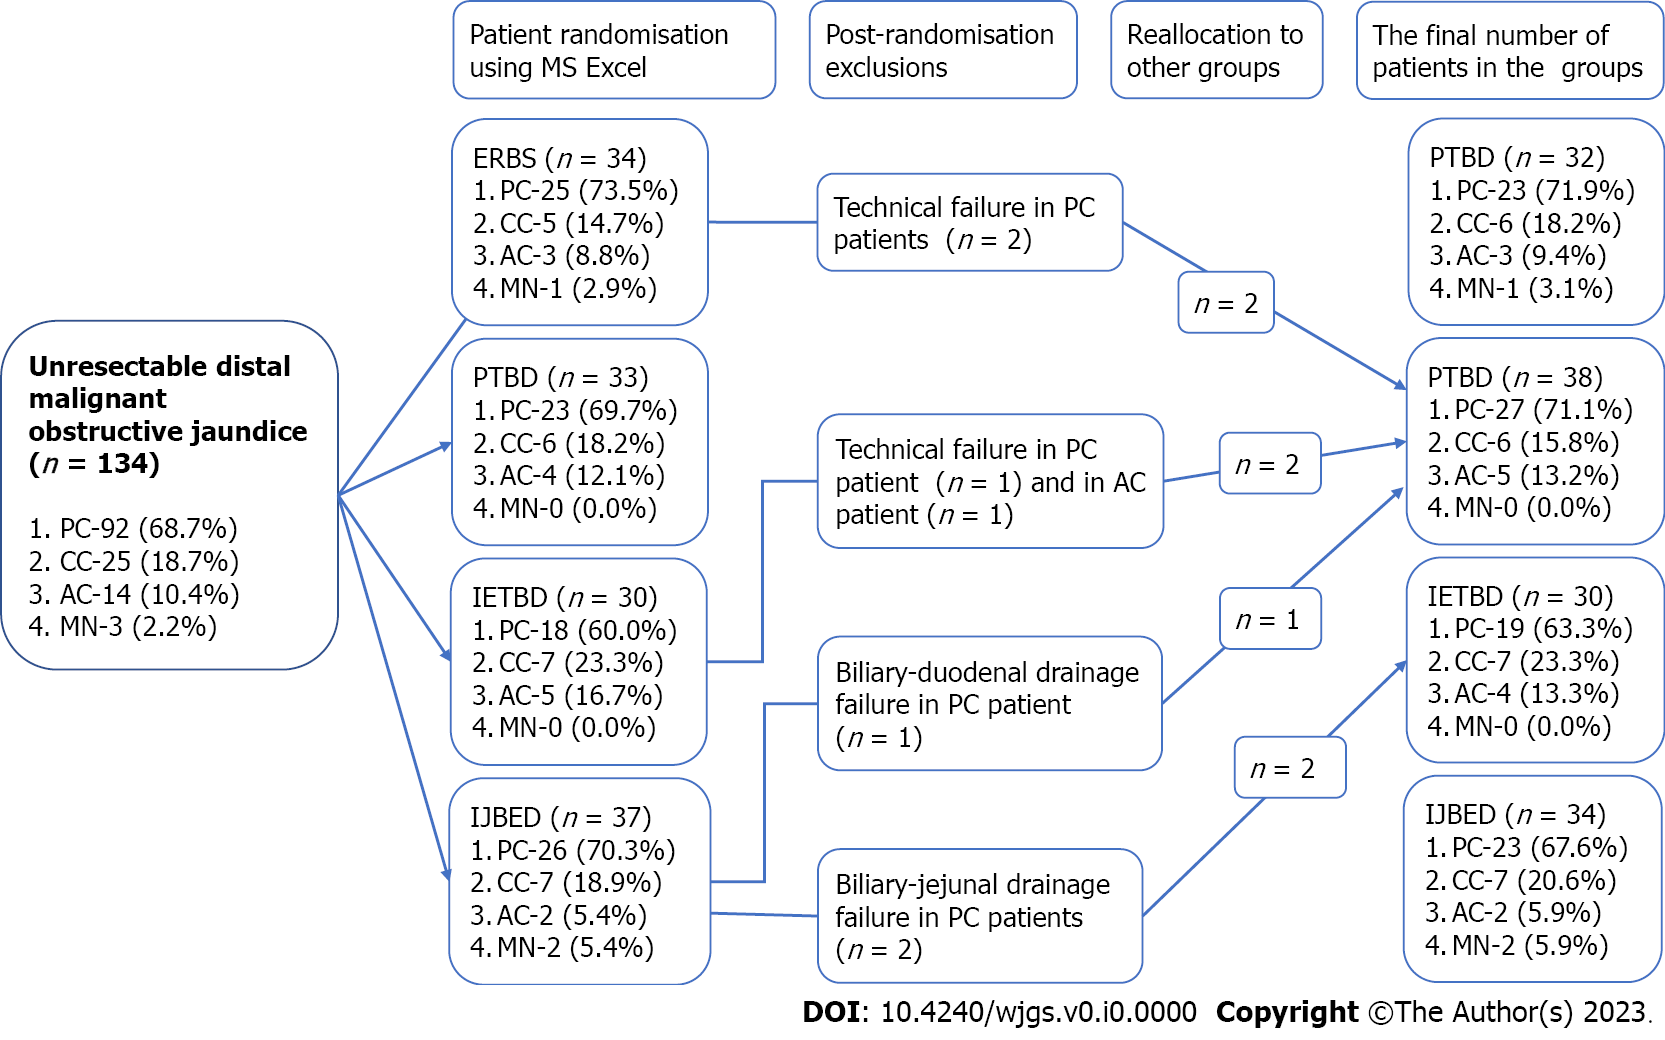 Patient randomisation
using MS Excel
Post-randomisation
exclusions
Reallocation to
other groups
The final number of
patients in the groups
Unresectable distal
malignant
obstructive jaundice
(n = 134)
1. PC-92 (68.7%)
2. CC-25 (18.7%)
3. AC-14 (10.4%)
4. MN-3 (2.2%)
ERBS (n = 34)
1. PC-25 (73.5%)
2. CC-5 (14.7%)
3. AC-3 (8.8%)
4. MN-1 (2.9%)
PTBD (n = 33)
1. PC-23 (69.7%)
2. CC-6 (18.2%)
3. AC-4 (12.1%)
4. MN-0 (0.0%)
IETBD (n = 30)
1. PC-18 (60.0%)
2. CC-7 (23.3%)
3. AC-5 (16.7%)
4. MN-0 (0.0%)
IJBED (n = 37)
1. PC-26 (70.3%)
2. CC-7 (18.9%)
3. AC-2 (5.4%)
4. MN-2 (5.4%)
Technical failure in PC
patients (n = 2)
Technical failure in PC
patient (n = 1) and in AC
patient (n = 1)
Biliary-duodenal drainage
failure in PC patient
(n = 1)
Biliary-jejunal drainage
failure in PC patients
(n = 2)
n = 2
n = 2
n = 1
n = 2
PTBD (n = 32)
1. PC-23 (71.9%)
2. CC-6 (18.2%)
3. AC-3 (9.4%)
4. MN-1 (3.1%)
PTBD (n = 38)
1. PC-27 (71.1%)
2. CC-6 (15.8%)
3. AC-5 (13.2%)
4. MN-0 (0.0%)
IETBD (n = 30)
1. PC-19 (63.3%)
2. CC-7 (23.3%)
3. AC-4 (13.3%)
4. MN-0 (0.0%)
IJBED (n = 34)
1. PC-23 (67.6%)
2. CC-7 (20.6%)
3. AC-2 (5.9%)
4. MN-2 (5.9%)
DOI: 10.4240/wjgs.v0.i0.0000 Copyright ©The Author(s) 2023.